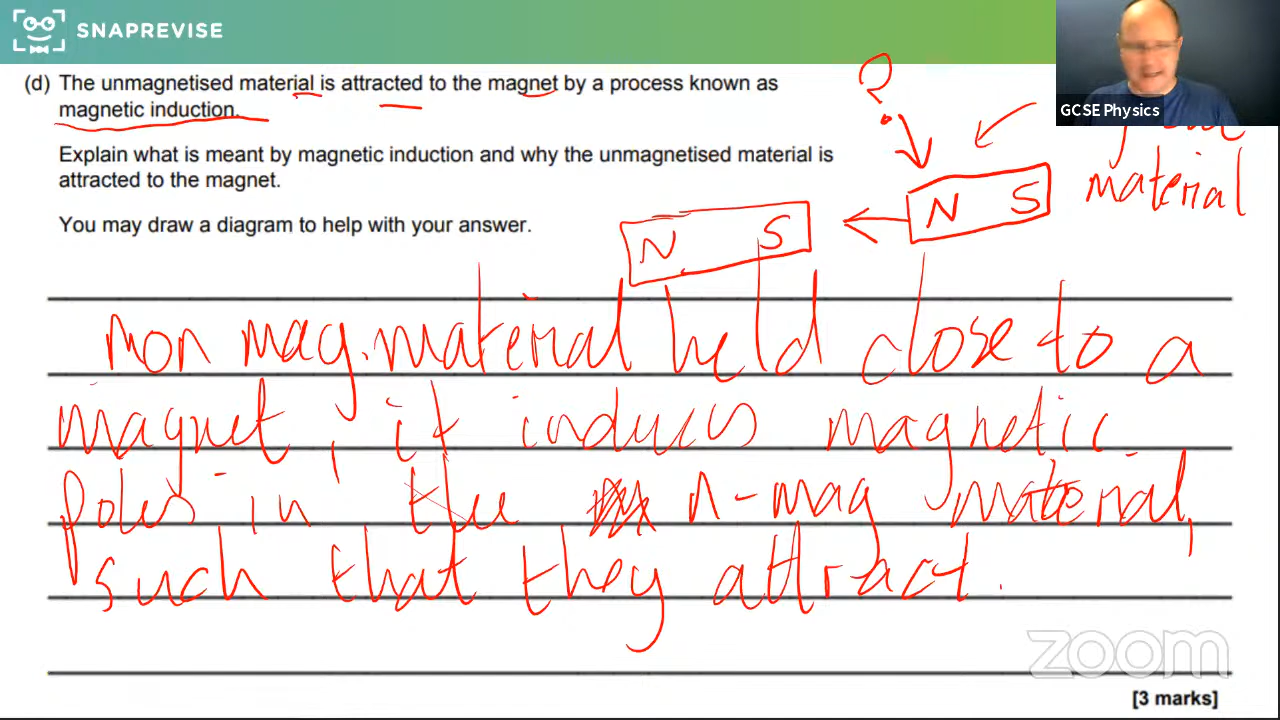 SNAPREVISE
(d) The unmagnetised material is attracted to the magnet by a process known as
magnetic induction.
Explain what is meant by magnetic induction and why the unmagnetised material is
attracted to the magnet.
You may draw a diagram to help with your answer.
?
GCSE Physics
material
N S
N S
non mag. material held close to a
magnet, it induces magnetic
poles in the n-mag material,
such that they attract.
zoom
[3 marks]